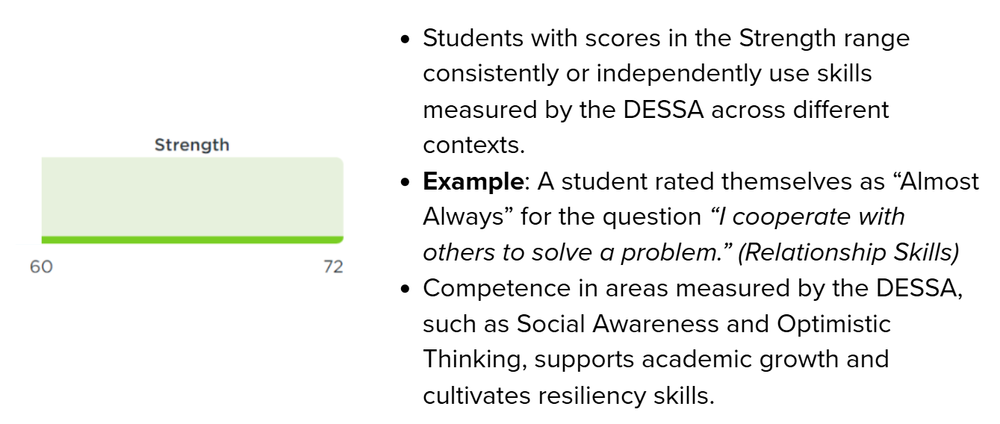 Strength
60 72
• Students with scores in the Strength range
consistently or independently use skills
measured by the DESSA across different
contexts.
• Example: A student rated themselves as “Almost
Always” for the question “I cooperate with
others to solve a problem.” (Relationship Skills)
• Competence in areas measured by the DESSA,
such as Social Awareness and Optimistic
Thinking, supports academic growth and
cultivates resiliency skills.